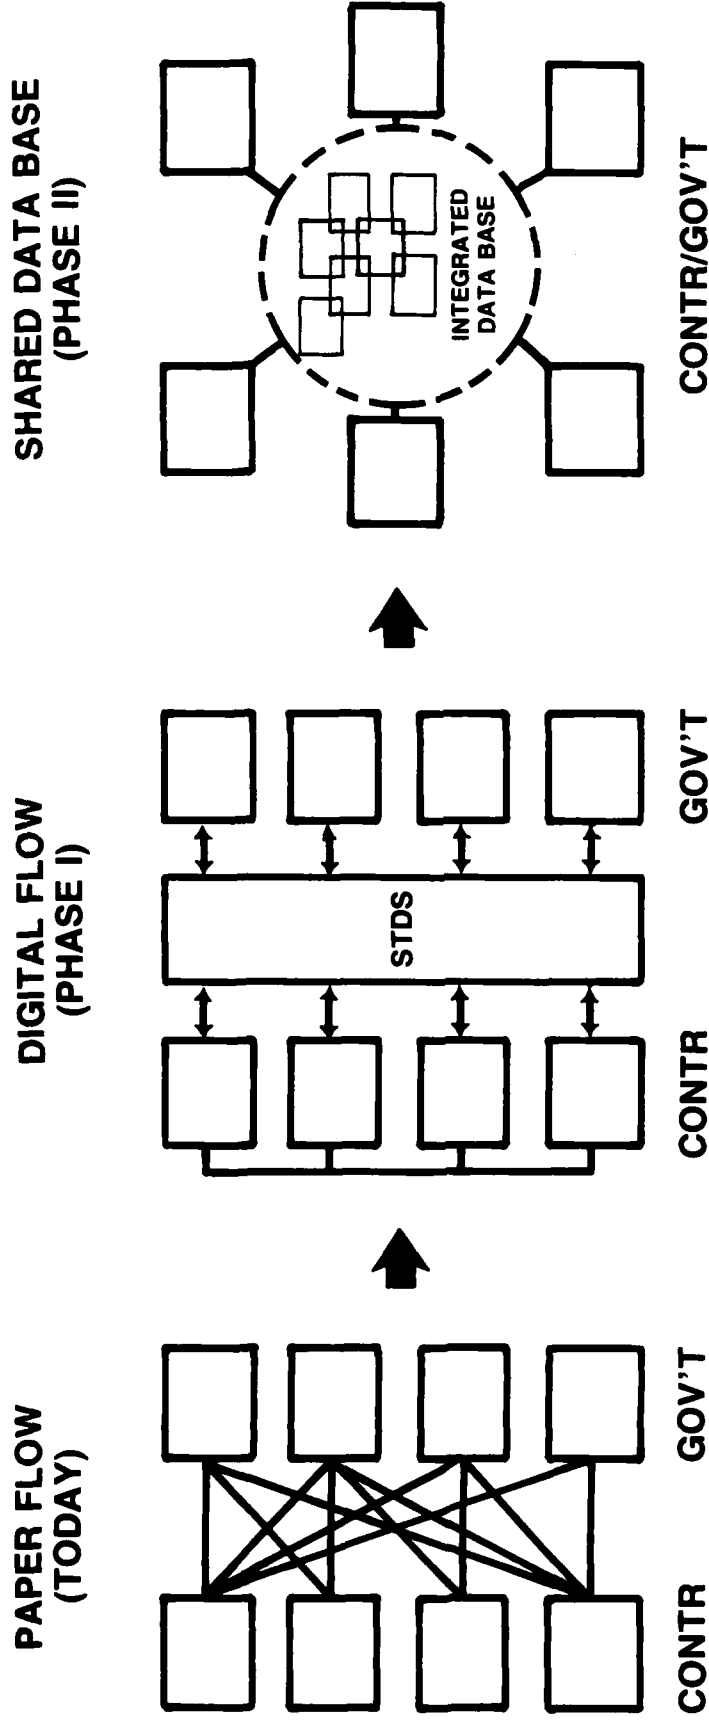 PAPER FLOW
(TODAY)
CONTR
GOV'T
DIGITAL FLOW
(PHASE I)
STDS
CONTR
GOV'T
SHARED DATA BASE
(PHASE II)
INTEGRATED
DATA BASE
CONTR/GOV'T